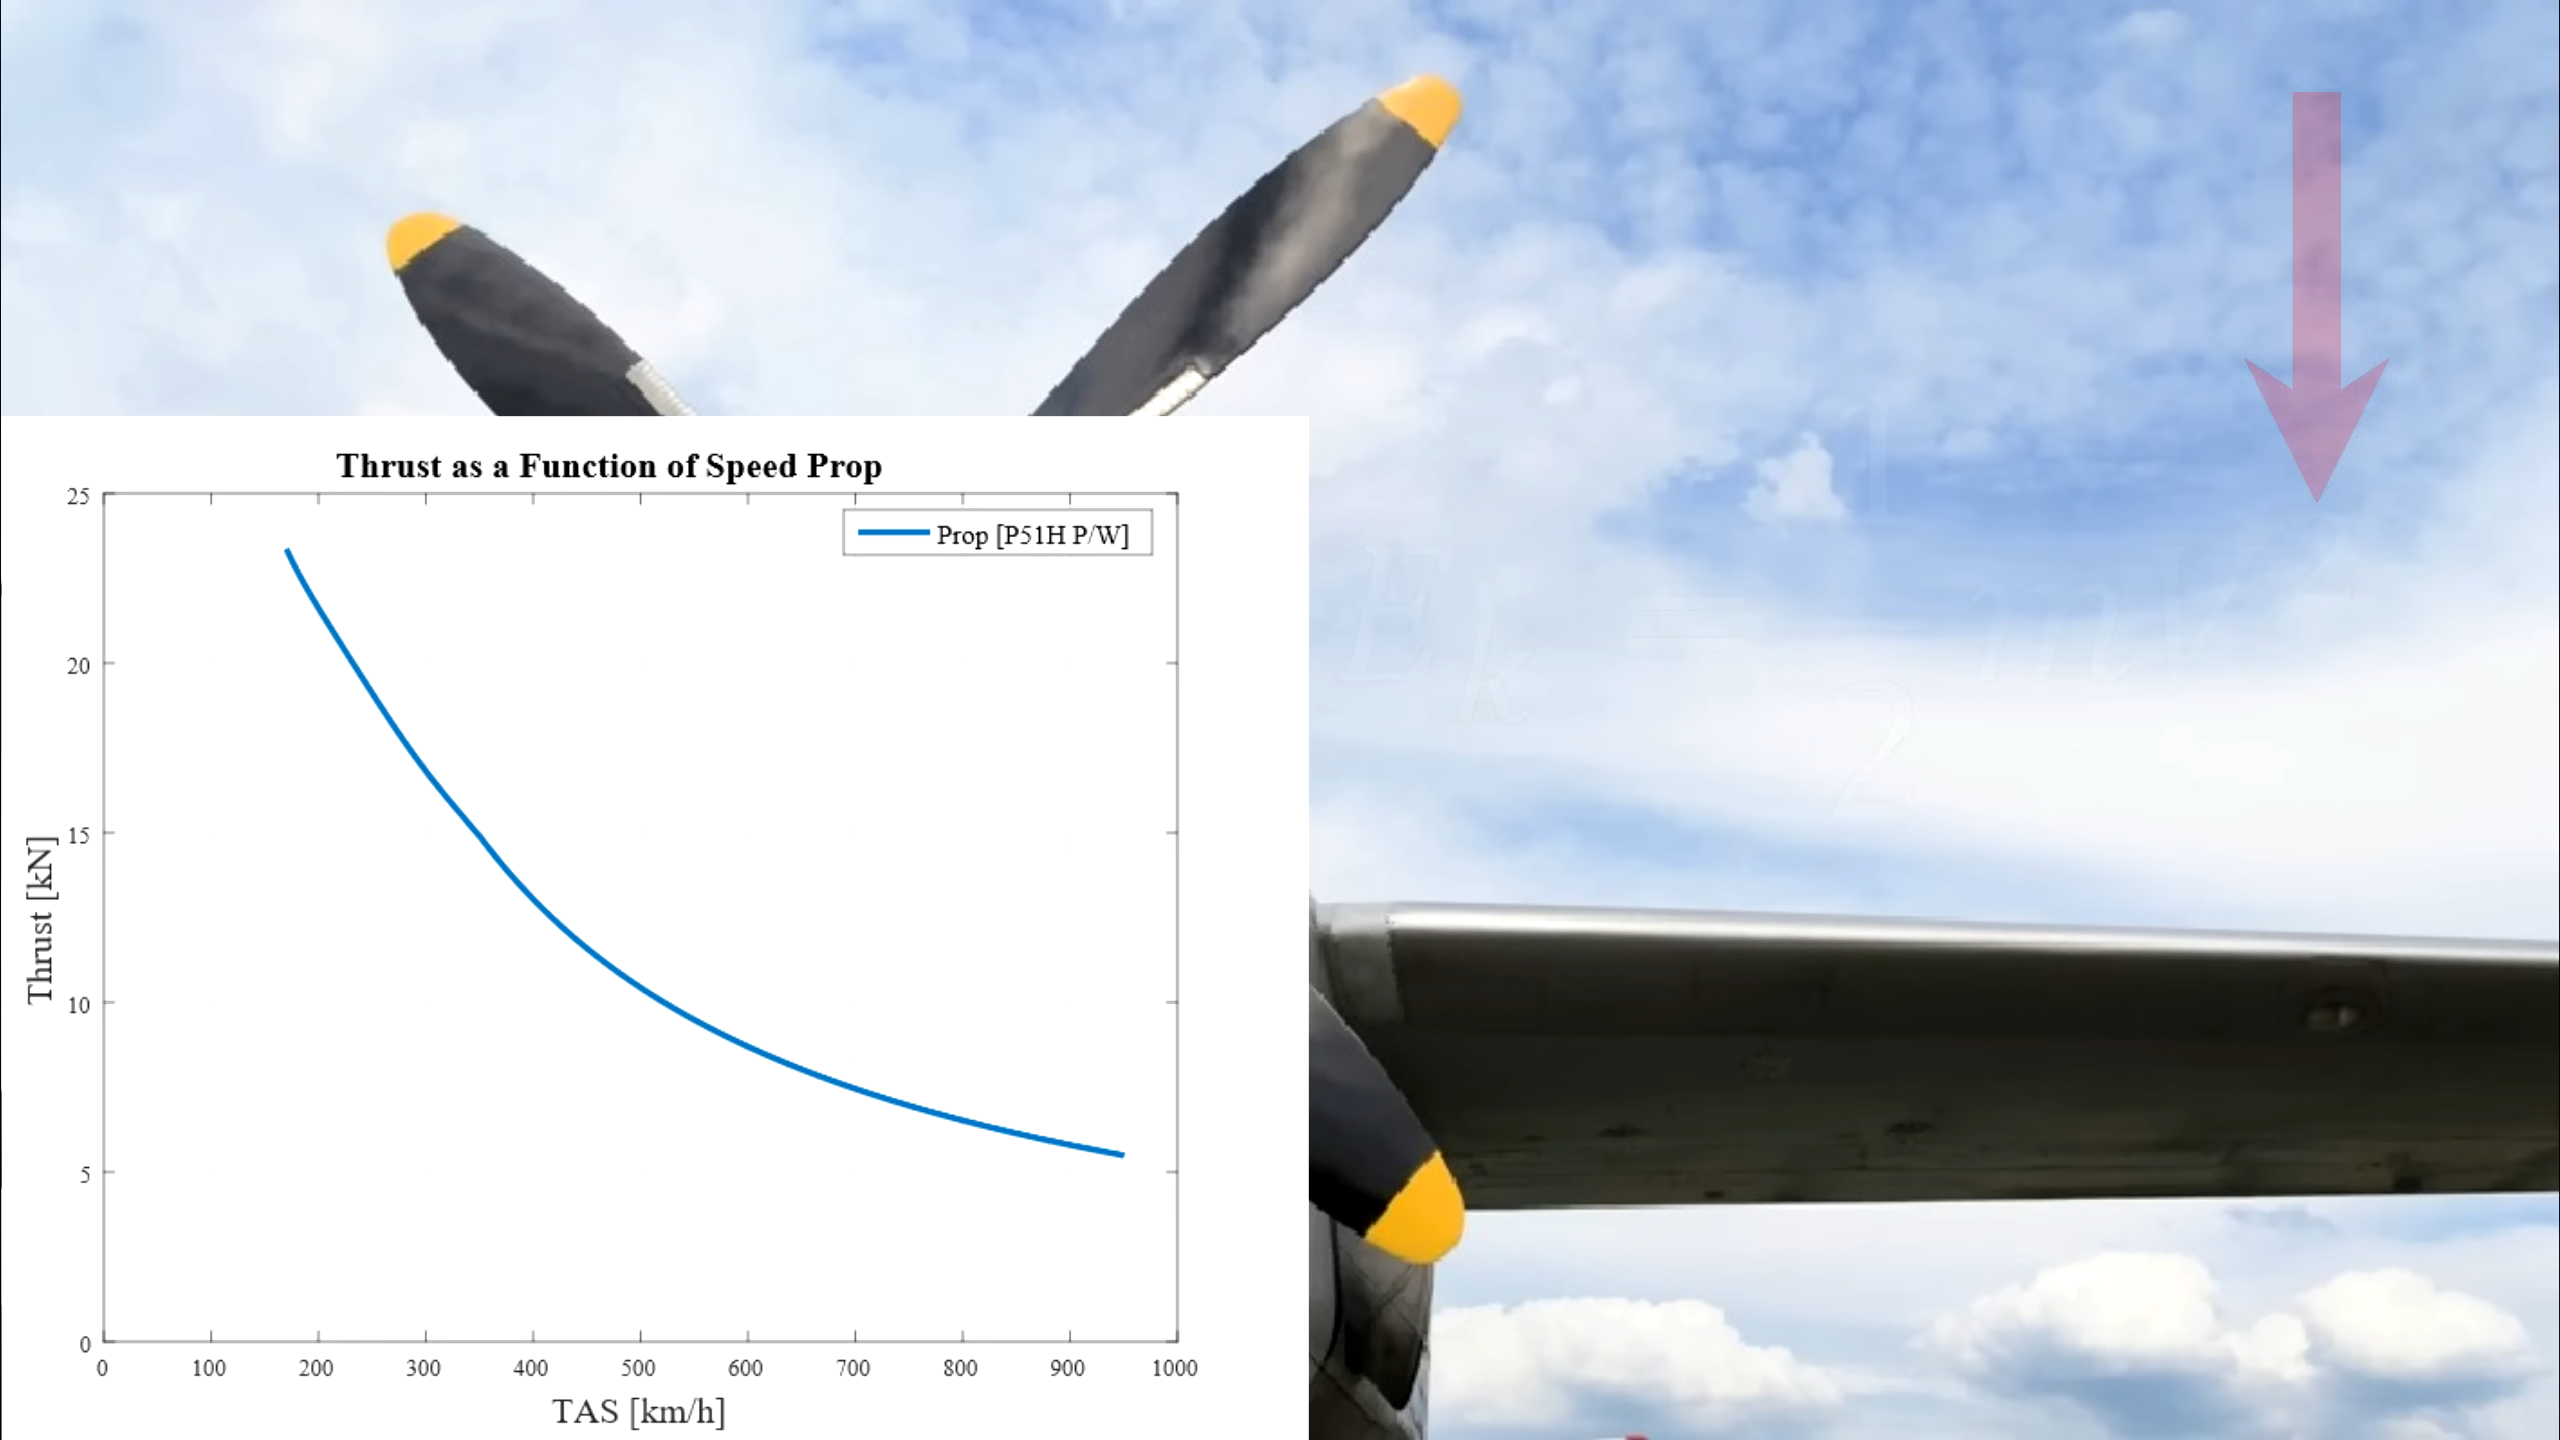 Thrust as a Function of Speed Prop
Prop [P51H P/W]
25
20
15
10
5
0
Thrust [kN]
0 100 200 300 400 500 600 700 800 900 1000
TAS [km/h]